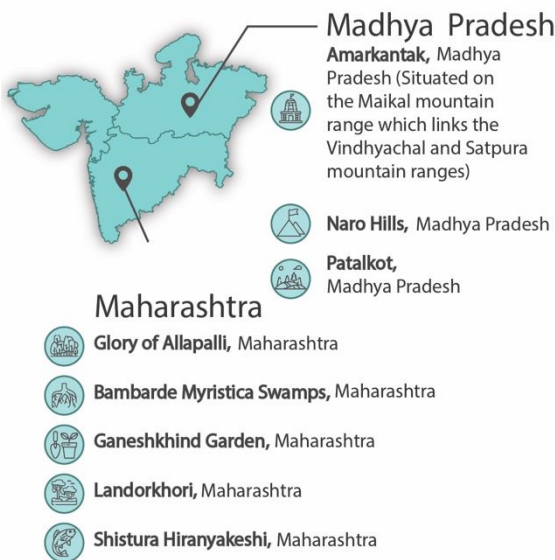 Madhya Pradesh
Amarkantak, Madhya
Pradesh (Situated on
the Maikal mountain
range which links the
Vindhyachal and Satpura
mountain ranges)
Naro Hills, Madhya Pradesh
Patalkot,
Madhya Pradesh
Maharashtra
Glory of Allapalli, Maharashtra
Bambarde Myristica Swamps, Maharashtra
Ganeshkhind Garden, Maharashtra
Landorkhori, Maharashtra
Shistura Hiranyakeshi, Maharashtra